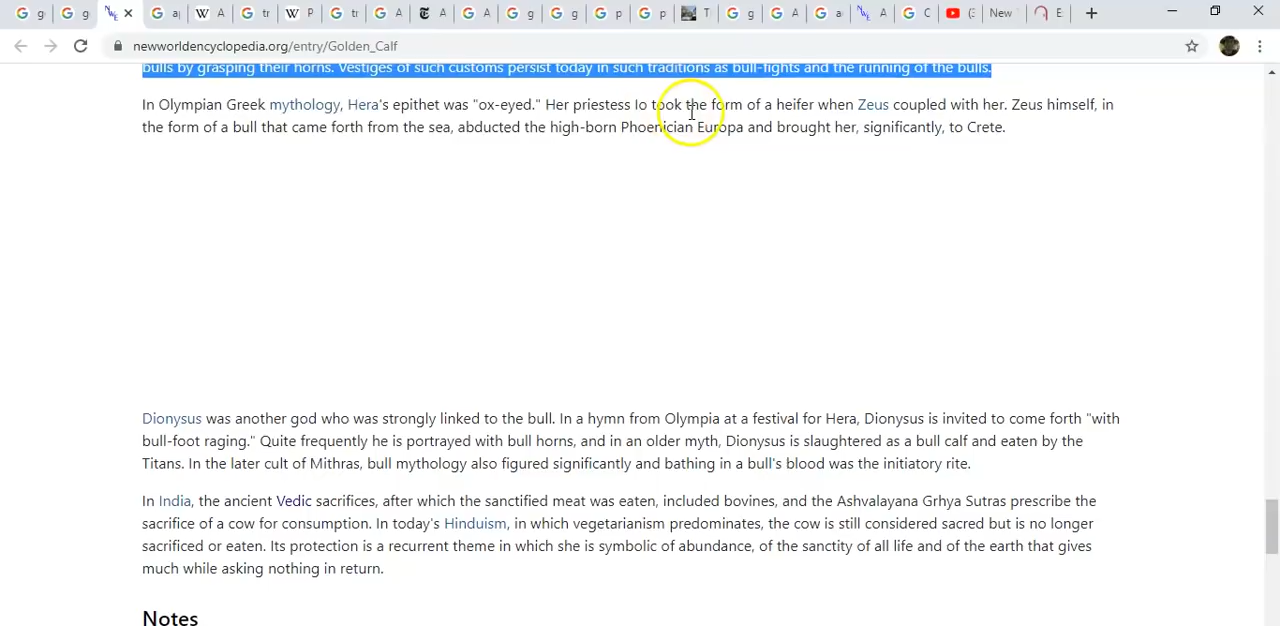 g
g
a
A
tr
P
tr
A
A
A
g
g
p
p
T
g
A
a
A
C
(
New
E
newworldencyclopedia.org/entry/Golden_Calf
bulls by grasping their horns. Vestiges of such customs persist today in such traditions as bull-fights and the running of the bulls.
In Olympian Greek mythology, Hera's epithet was "ox-eyed." Her priestess Io took the form of a heifer when Zeus coupled with her. Zeus himself, in
the form of a bull that came forth from the sea, abducted the high-born Phoenician Europa and brought her, significantly, to Crete.
Dionysus was another god who was strongly linked to the bull. In a hymn from Olympia at a festival for Hera, Dionysus is invited to come forth "with
bull-foot raging." Quite frequently he is portrayed with bull horns, and in an older myth, Dionysus is slaughtered as a bull calf and eaten by the
Titans. In the later cult of Mithras, bull mythology also figured significantly and bathing in a bull's blood was the initiatory rite.
In India, the ancient Vedic sacrifices, after which the sanctified meat was eaten, included bovines, and the Ashvalayana Grhya Sutras prescribe the
sacrifice of a cow for consumption. In today's Hinduism, in which vegetarianism predominates, the cow is still considered sacred but is no longer
sacrificed or eaten. Its protection is a recurrent theme in which she is symbolic of abundance, of the sanctity of all life and of the earth that gives
much while asking nothing in return.
Notes